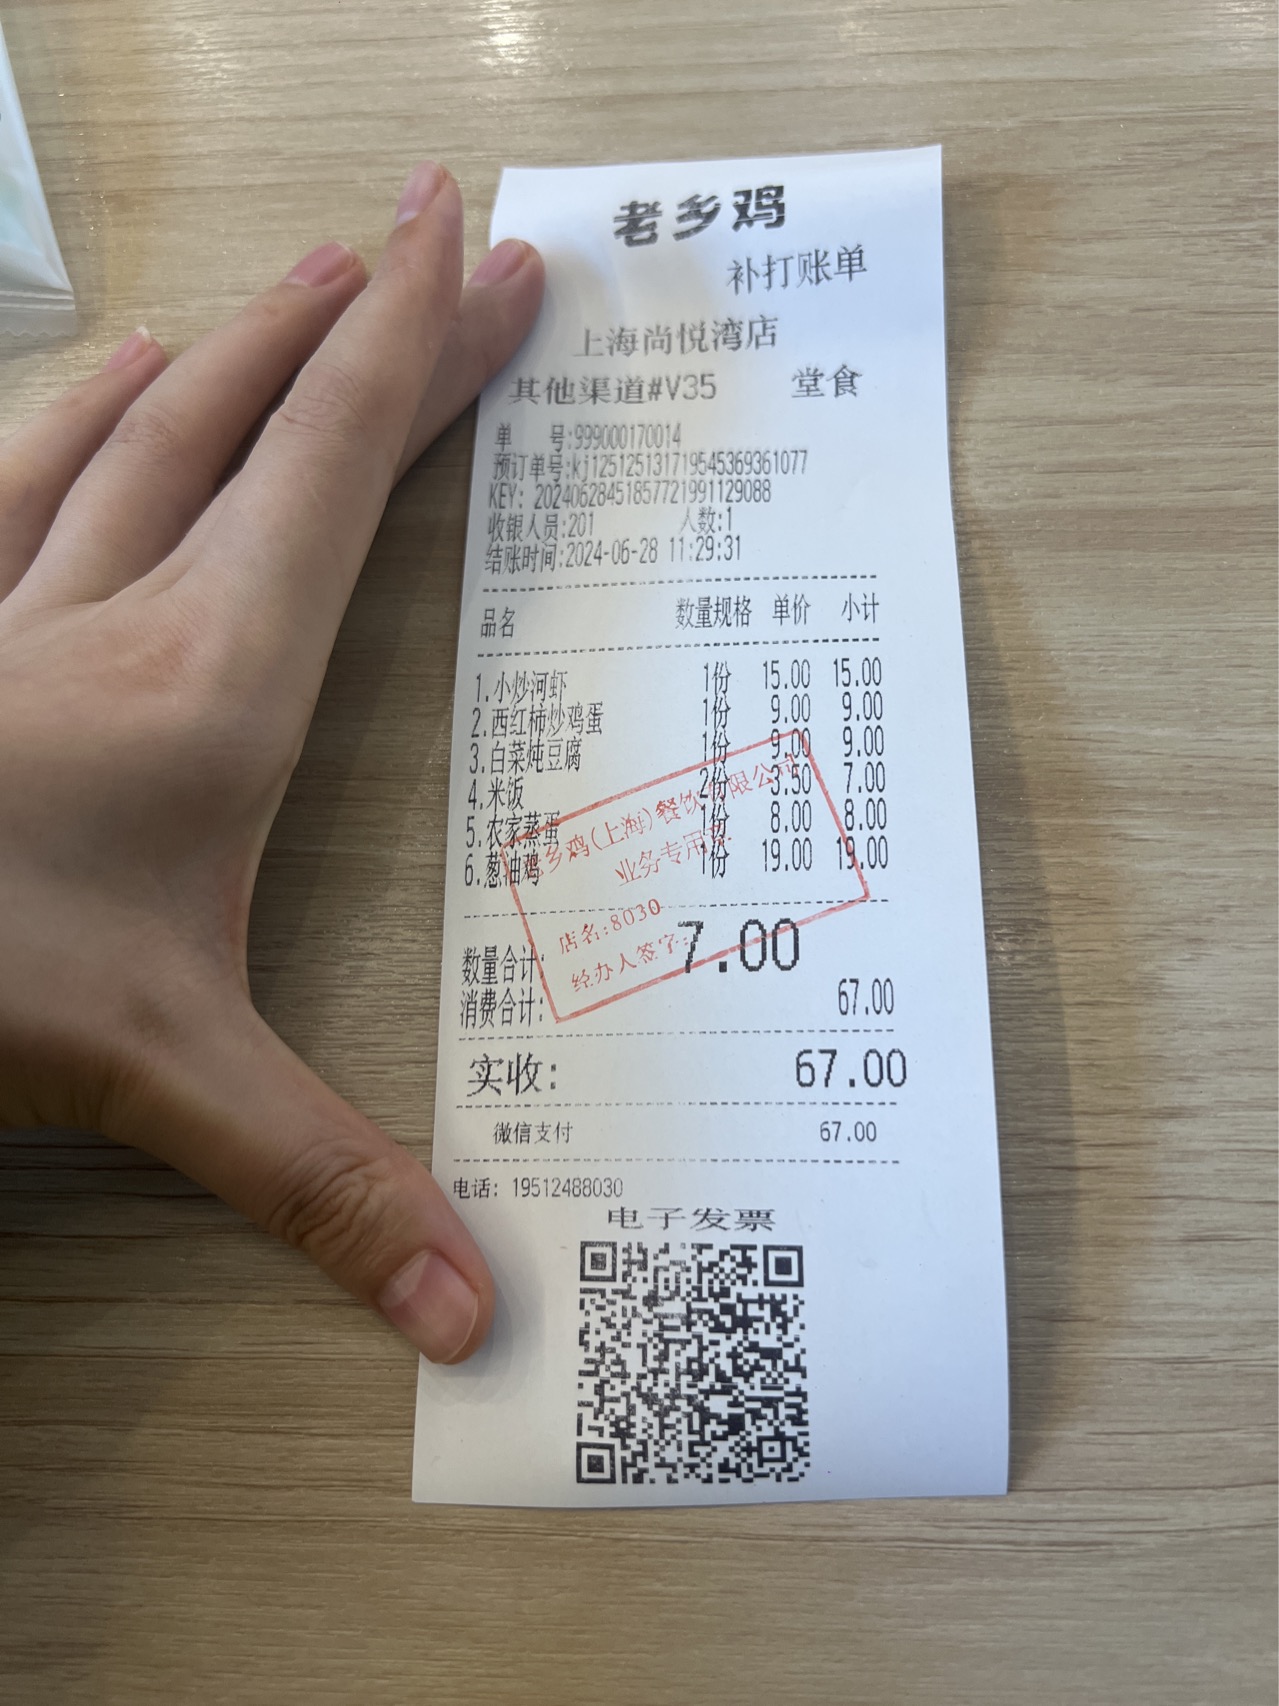 老乡鸡
补打账单
上海尚悦湾店
其他渠道#V35 堂食
单 号:999000170014
预订单号:kj12512513171954536936​1077
KEY: 20240628451857721991129088
收银人员:201 人数:1
结账时间:2024-06-28 11:29:31
品名 数量规格 单价 小计
1.小炒河虾 1份 15.00 15.00
2.西红柿炒鸡蛋 1份 9.00 9.00
3.白菜炖豆腐 1份 9.00 9.00
4.米饭 2份 3.50 7.00
5.农家蒸蛋 1份 8.00 8.00
6.葱油鸡 1份 19.00 19.00
老乡鸡(上海)餐饮有限公司
业务专用章
店名:8030
经办人签字:
数量合计: 7.00
消费合计: 67.00
实收: 67.00
微信支付 67.00
电话: 19512488030
电子发票